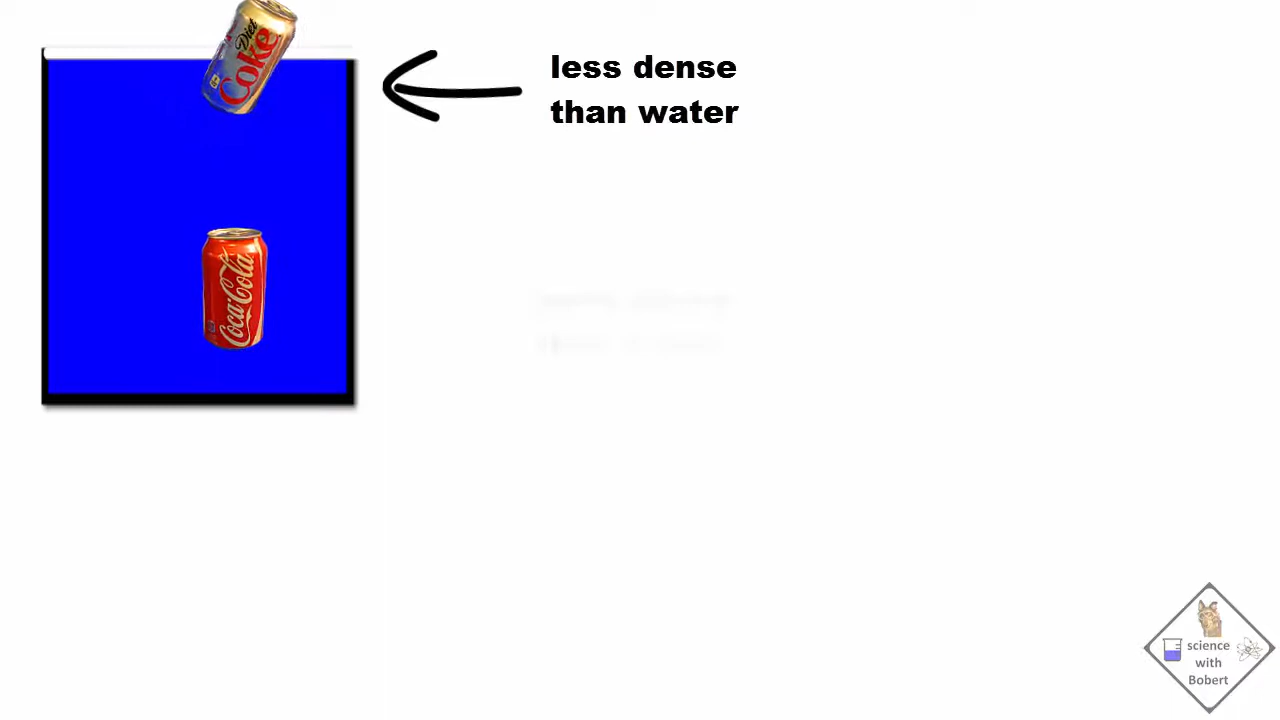 Diet
Coke
less dense
than water
Coca-Cola
science
with
Bobert